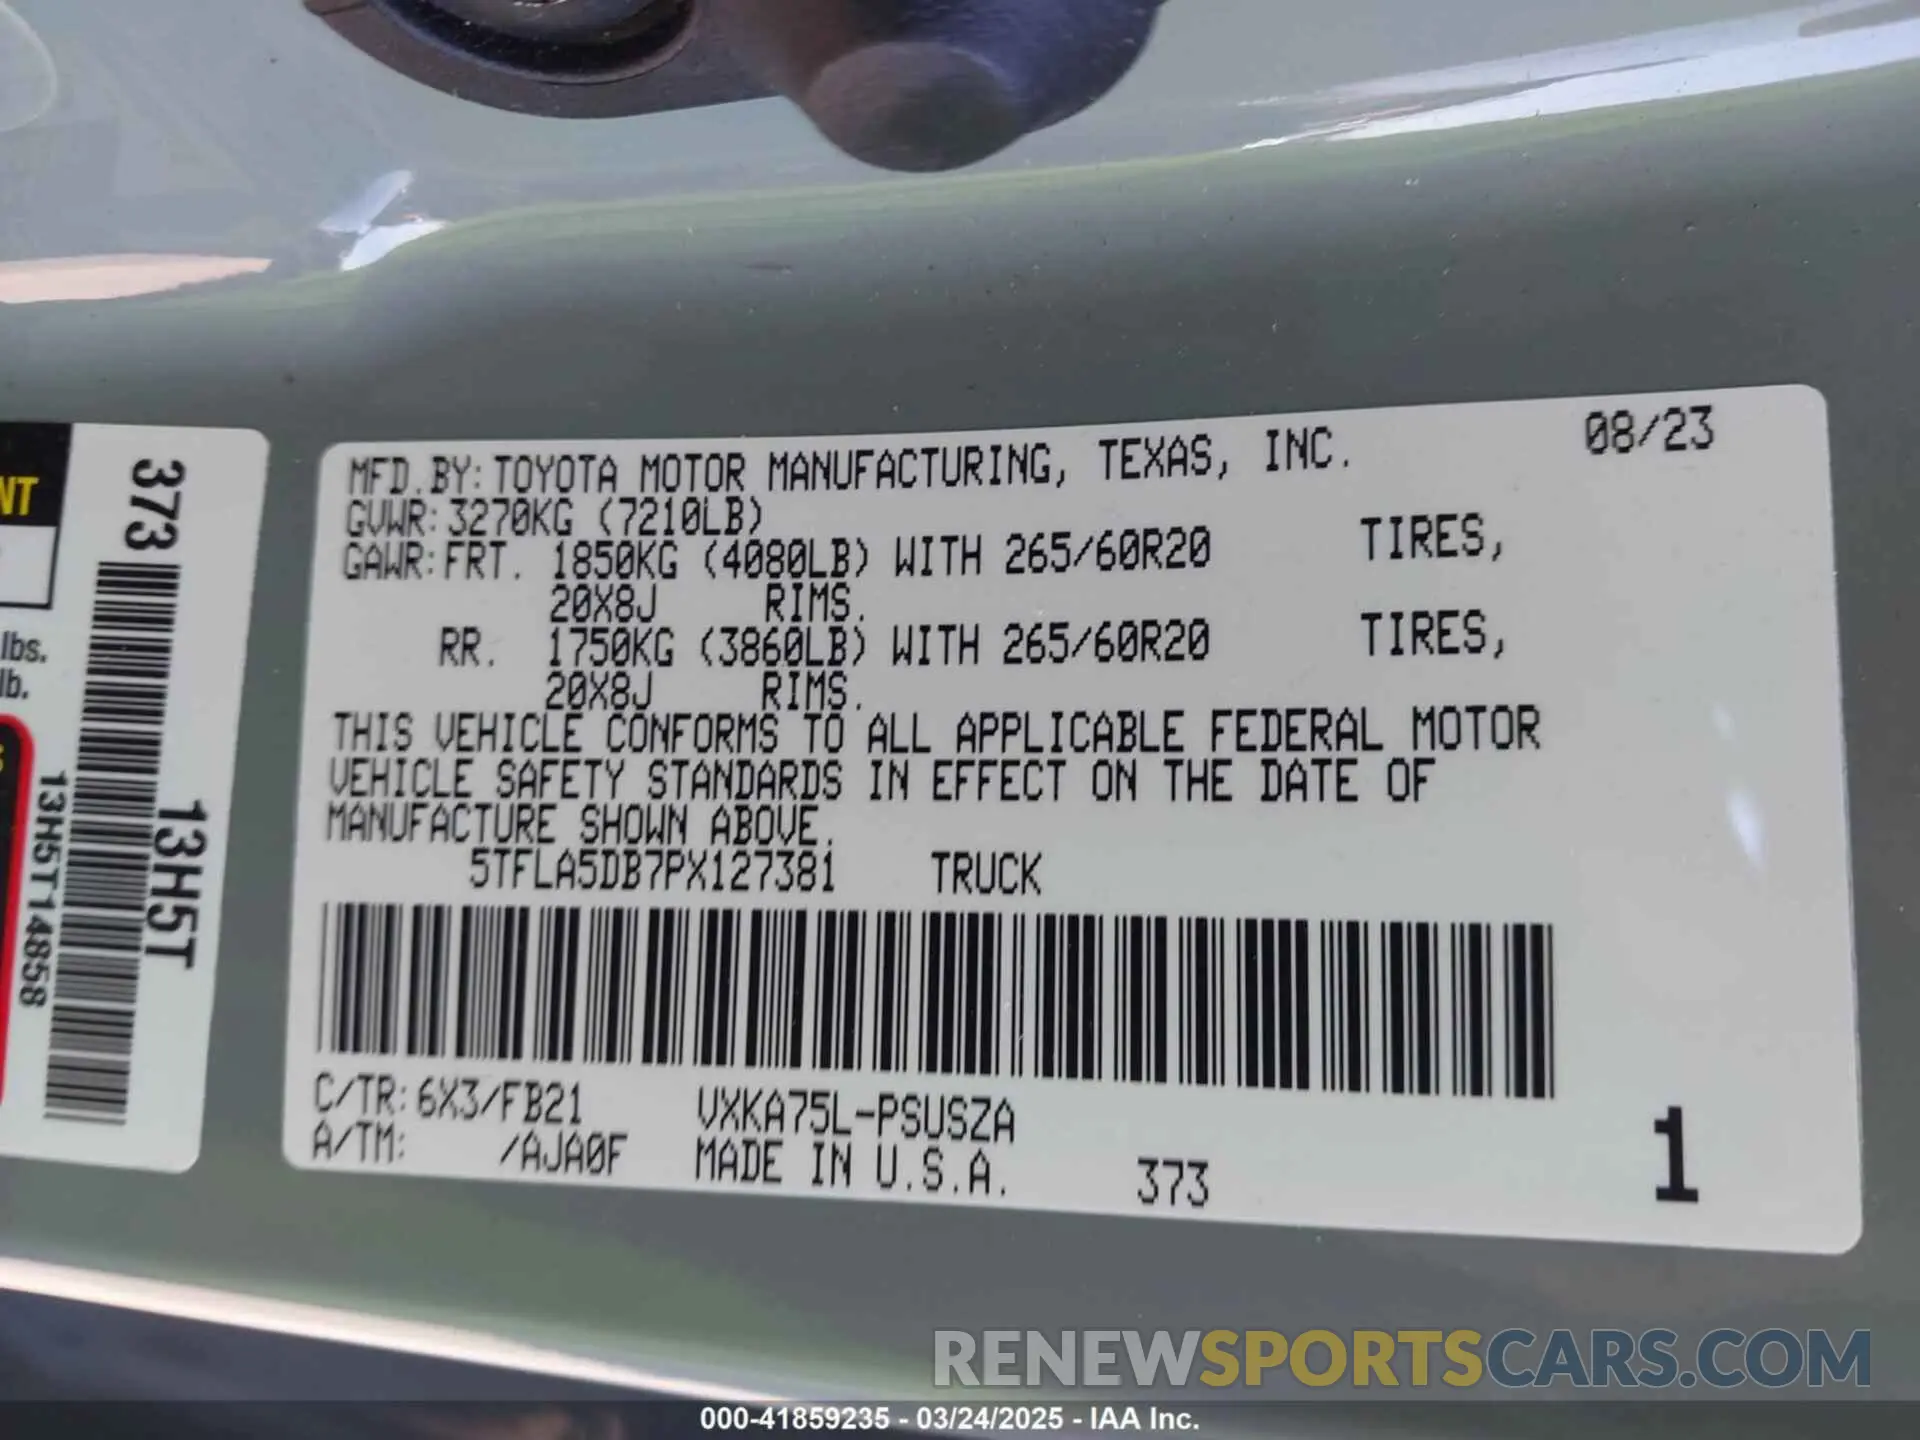 MFD.BY: TOYOTA MOTOR MANUFACTURING, TEXAS, INC. 08/23
GVWR: 3270KG (7210LB)
GAWR: FRT. 1850KG (4080LB) WITH 265/60R20 TIRES,
20X8J RIMS.
RR. 1750KG (3860LB) WITH 265/60R20 TIRES,
20X8J RIMS.
THIS VEHICLE CONFORMS TO ALL APPLICABLE FEDERAL MOTOR
VEHICLE SAFETY STANDARDS IN EFFECT ON THE DATE OF
MANUFACTURE SHOWN ABOVE.
5TFLA5DB7PX127381 TRUCK
C/TR: 6X3/FB21 VXKA75L-PSUSZA
A/TM: /AJA0F MADE IN U.S.A. 373
1
373
13H5T
13H5T14858
NT
lbs.
lb.
RENEWSPORTSCARS.COM
000-41859235 - 03/24/2025 - IAA Inc.